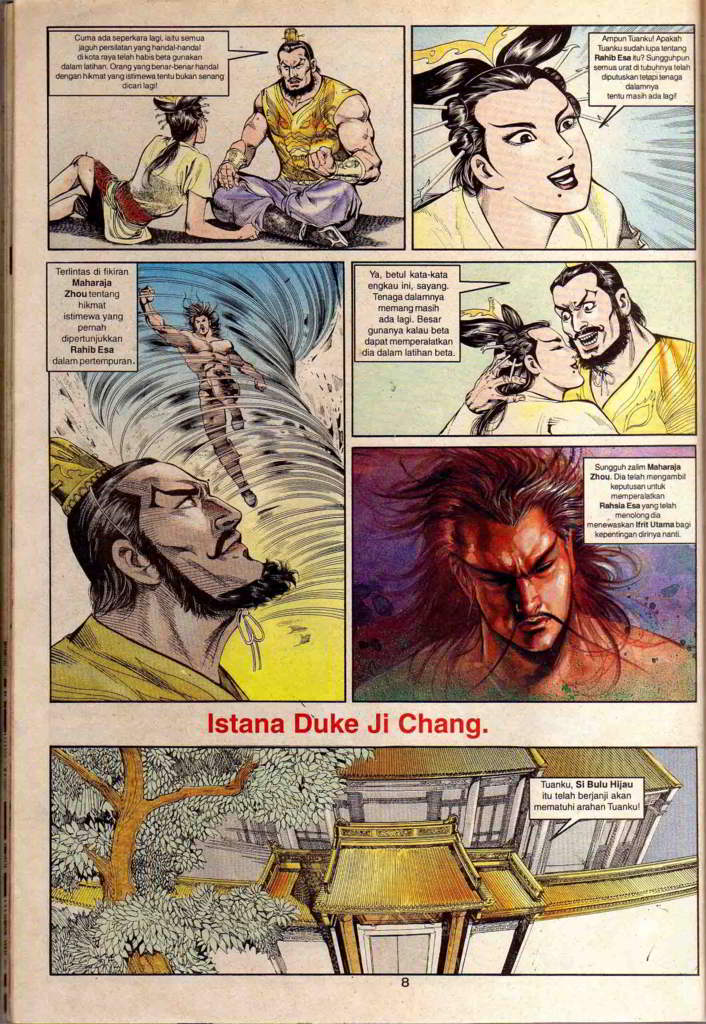 Cuma ada seperkara lagi, iaitu semua
jaguh persilatan yang handal-handal
di kota raya telah habis beta gunakan
dalam latihan. Orang yang benar-benar handal
dengan hikmat yang istimewa tentu bukan senang
dicari lagi!
Ampun Tuanku! Apakah
Tuanku sudah lupa tentang
Rahib Esa itu? Sungguhpun
semua urat di tubuhnya telah
diputuskan tetapi tenaga
dalamnya
tentu masih ada lagi!
Terlintas di fikiran
Maharaja
Zhou tentang
hikmat
istimewa yang
pernah
dipertunjukkan
Rahib Esa
dalam pertempuran.
Ya, betul kata-kata
engkau ini, sayang.
Tenaga dalamnya
memang masih
ada lagi. Besar
gunanya kalau beta
dapat memperalatkan
dia dalam latihan beta.
Sungguh zalim Maharaja
Zhou. Dia telah mengambil
keputusan untuk
memperalatkan
Rahsia Esa yang telah
menolong dia
menewaskan Ifrit Utama bagi
kepentingan dirinya nanti.
Istana Duke Ji Chang.
Tuanku, Si Bulu Hijau
itu telah berjanji akan
mematuhi arahan Tuanku!
8